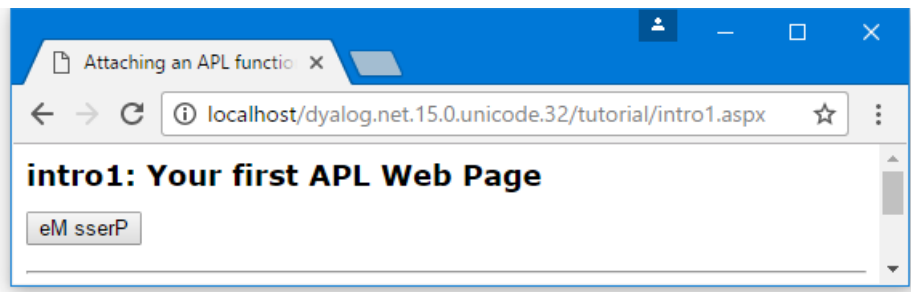 Attaching an APL functio
localhost/dyalog.net.15.0.unicode.32/tutorial/intro1.aspx
intro1: Your first APL Web Page
eM sserP